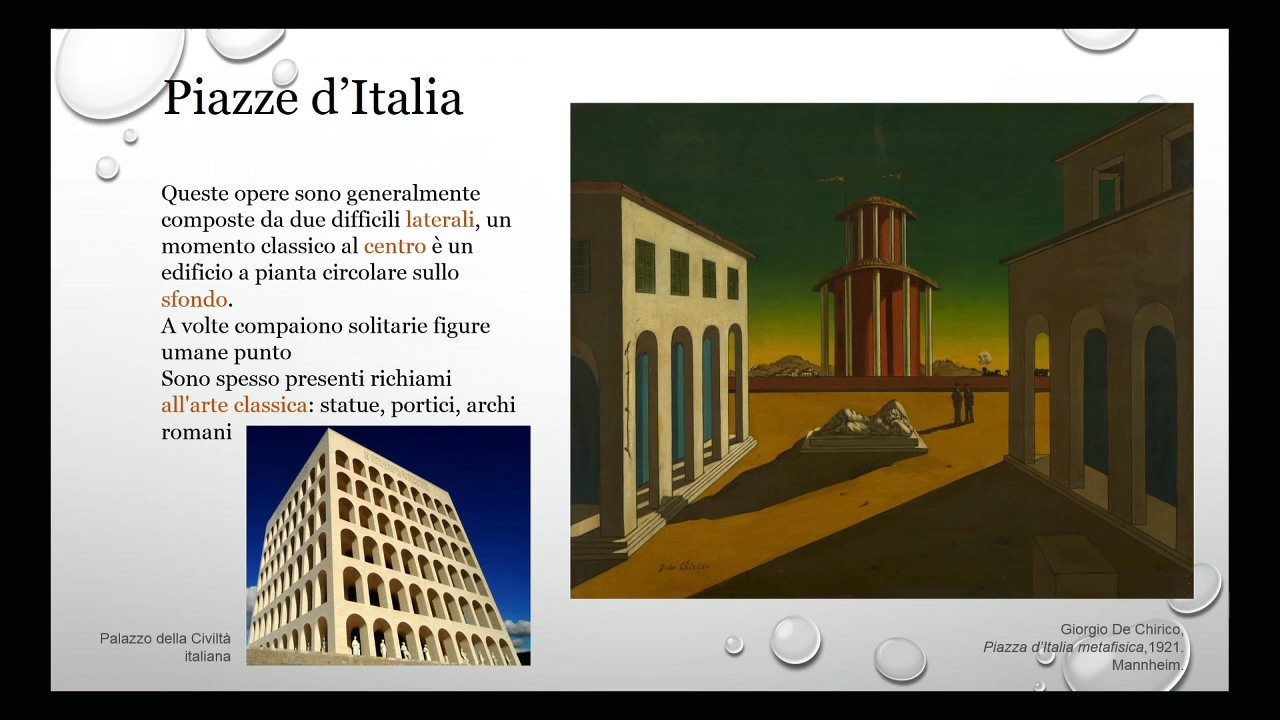 Piazze d’Italia
Queste opere sono generalmente
composte da due difficili laterali, un
momento classico al centro è un
edificio a pianta circolare sullo
sfondo.
A volte compaiono solitarie figure
umane punto
Sono spesso presenti richiami
all'arte classica: statue, portici, archi
romani
g. de Chirico
Palazzo della Civiltà
italiana
Giorgio De Chirico,
Piazza d’Italia metafisica,1921.
Mannheim.